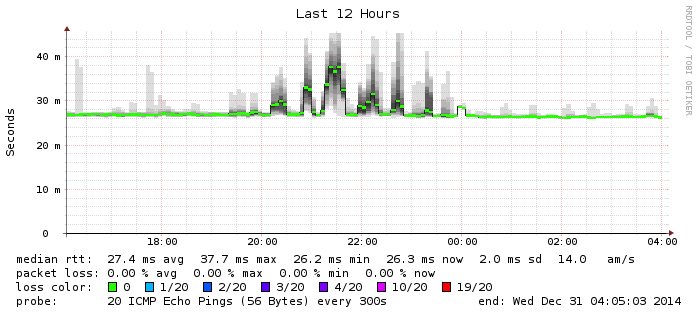 Last 12 Hours
RRDTOOL / TOBI OETIKER
Seconds
40 m
30 m
20 m
10 m
0
18:00 20:00 22:00 00:00 02:00 04:00
median rtt: 27.4 ms avg 37.7 ms max 26.2 ms min 26.3 ms now 2.0 ms sd 14.0 am/s
packet loss: 0.00 % avg 0.00 % max 0.00 % min 0.00 % now
loss color: 0 1/20 2/20 3/20 4/20 10/20 19/20
probe: 20 ICMP Echo Pings (56 Bytes) every 300s end: Wed Dec 31 04:05:03 2014